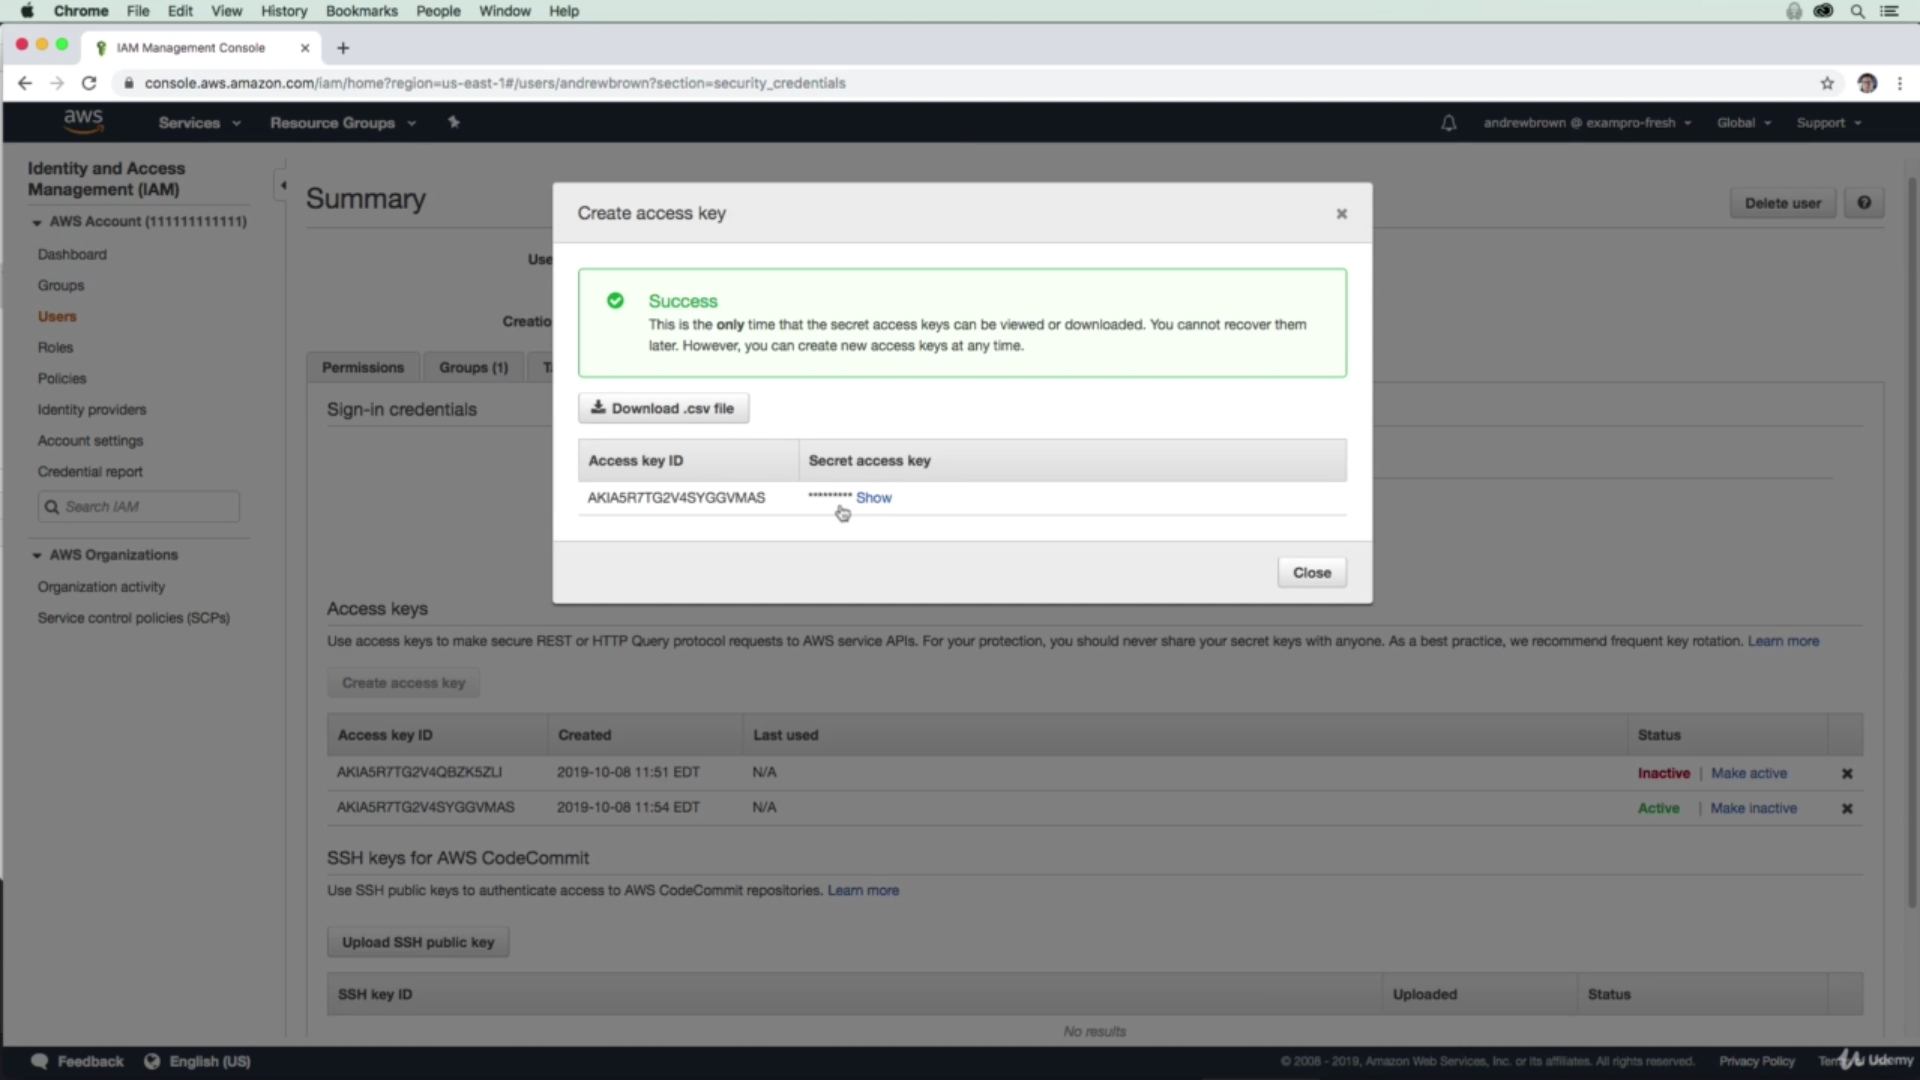 Chrome File Edit View History Bookmarks People Window Help
IAM Management Console
console.aws.amazon.com/iam/home?region=us-east-1#/users/andrewbrown?section=security_credentials
aws Services Resource Groups andrewbrown @ exampro-fresh Global Support
Identity and Access
Management (IAM)
AWS Account (111111111111)
Dashboard
Groups
Users
Roles
Policies
Identity providers
Account settings
Credential report
Search IAM
AWS Organizations
Organization activity
Service control policies (SCPs)
Summary
Delete user
Use
Creatio
Permissions Groups (1)
Sign-in credentials
Create access key
Success
This is the only time that the secret access keys can be viewed or downloaded. You cannot recover them
later. However, you can create new access keys at any time.
Download .csv file
Access key ID Secret access key
AKIA5R7TG2V4SYGGVMAS ********* Show
Close
Access keys
Use access keys to make secure REST or HTTP Query protocol requests to AWS service APIs. For your protection, you should never share your secret keys with anyone. As a best practice, we recommend frequent key rotation. Learn more
Create access key
Access key ID Created Last used Status
AKIA5R7TG2V4QBZK5ZLI 2019-10-08 11:51 EDT N/A Inactive | Make active
AKIA5R7TG2V4SYGGVMAS 2019-10-08 11:54 EDT N/A Active | Make inactive
SSH keys for AWS CodeCommit
Use SSH public keys to authenticate access to AWS CodeCommit repositories. Learn more
Upload SSH public key
SSH key ID Uploaded Status
No results
Feedback English (US) © 2008 - 2019, Amazon Web Services, Inc. or its affiliates. All rights reserved. Privacy Policy Udemy